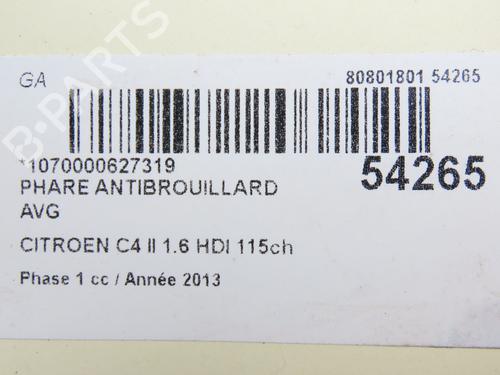 GA
80801801 54265
*1070000627319
54265
PHARE ANTIBROUILLARD
AVG
CITROEN C4 II 1.6 HDI 115ch
Phase 1 cc / Année 2013
B-PARTS